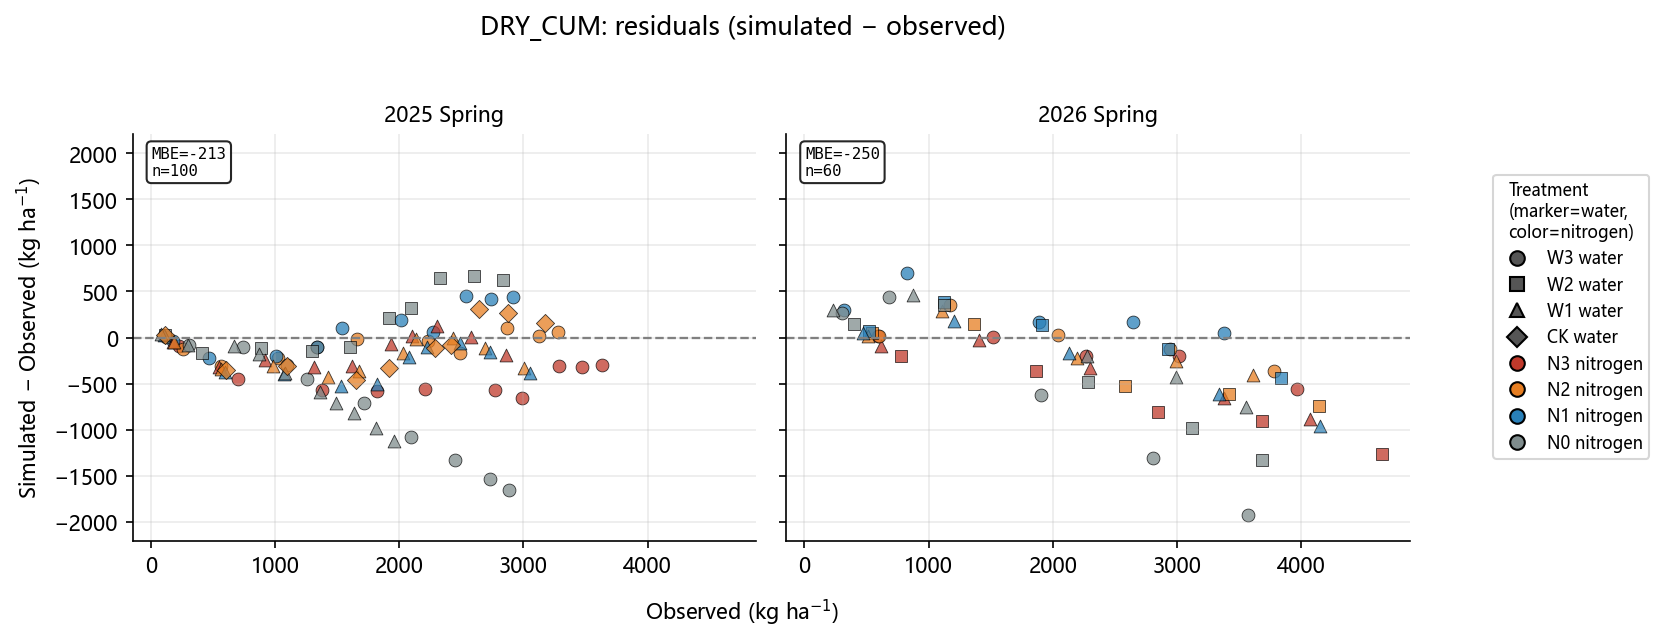 DRY_CUM: residuals (simulated − observed)
2025 Spring
2026 Spring
MBE=-213
n=100
MBE=-250
n=60
2000
1500
1000
500
0
−500
−1000
−1500
−2000
Simulated − Observed (kg ha⁻¹)
0 1000 2000 3000 4000
0 1000 2000 3000 4000
Observed (kg ha⁻¹)
Treatment
(marker=water,
color=nitrogen)
W3 water
W2 water
W1 water
CK water
N3 nitrogen
N2 nitrogen
N1 nitrogen
N0 nitrogen